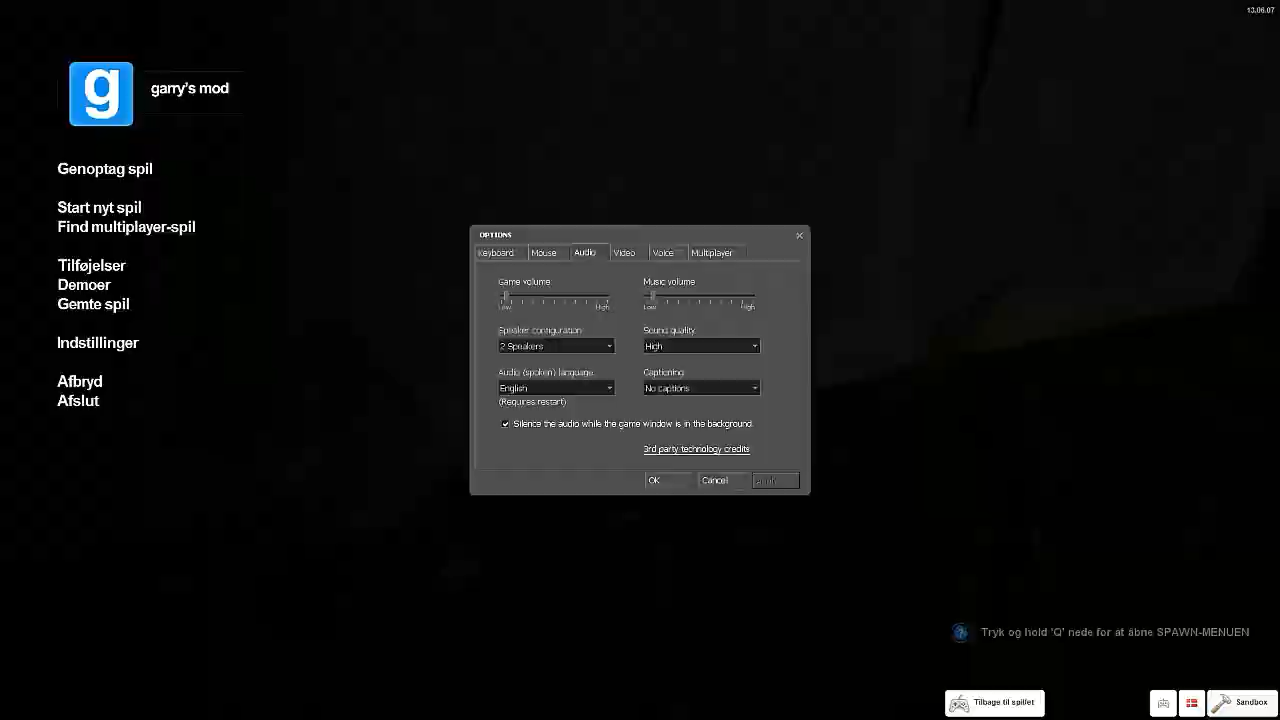 13.06.07
g
garry's mod
Genoptag spil
Start nyt spil
Find multiplayer-spil
Tilføjelser
Demoer
Gemte spil
Indstillinger
Afbryd
Afslut
OPTIONS
Keyboard Mouse Audio Video Voice Multiplayer
Game volume Music volume
Low High Low High
Speaker configuration Sound quality
2 Speakers High
Audio (spoken) language Captioning
English No captions
(Requires restart)
Silence the audio while the game window is in the background
3rd party technology credits
OK Cancel
Tryk og hold 'Q' nede for at åbne SPAWN-MENUEN
Tilbage til spillet Sandbox